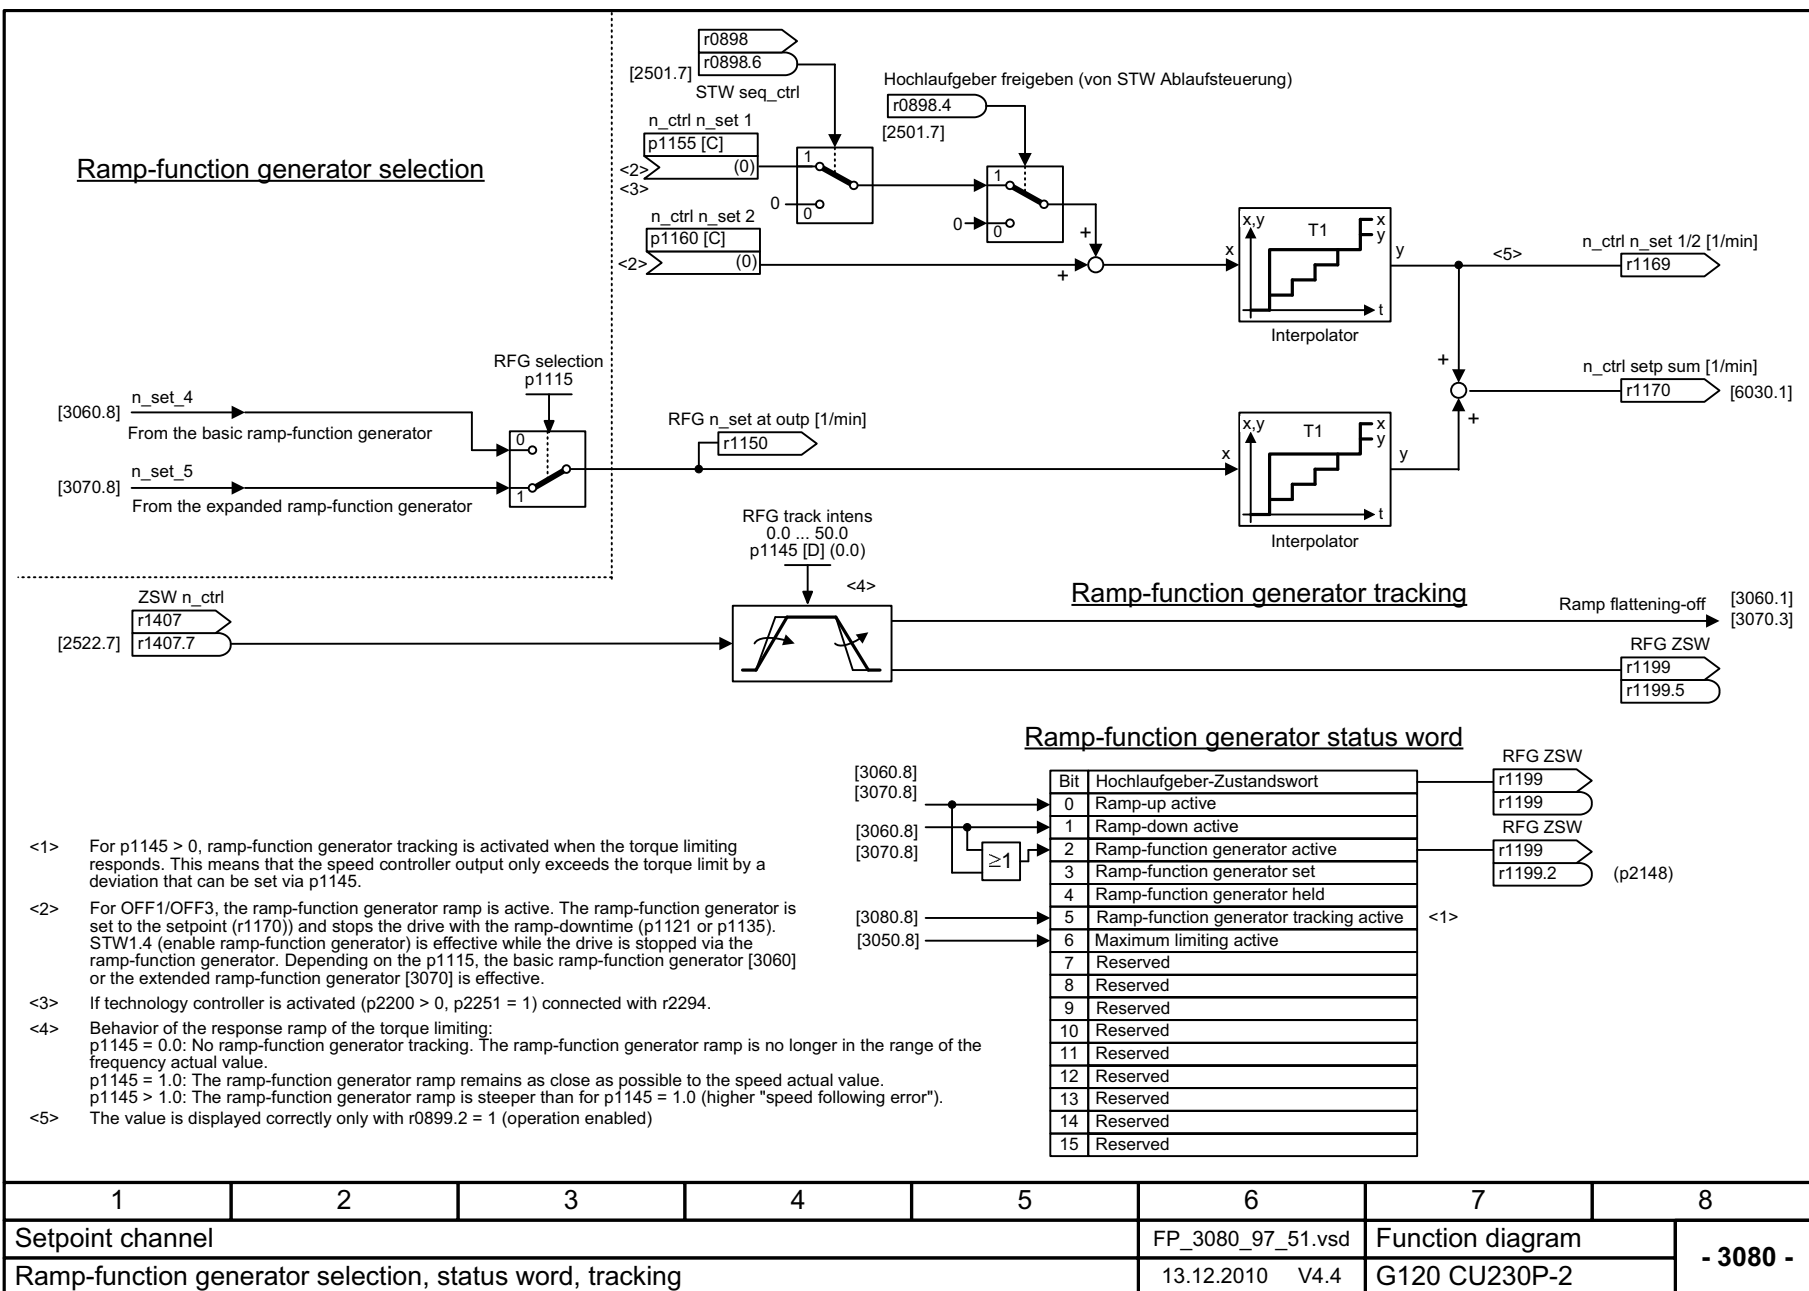 r0898
r0898.6
[2501.7]
STW seq_ctrl
Hochlaufgeber freigeben (von STW Ablaufsteuerung)
r0898.4
[2501.7]
n_ctrl n_set 1
p1155 [C]
(0)
<2>
<3>
1
0
0
1
0
0
Ramp-function generator selection
n_ctrl n_set 2
p1160 [C]
(0)
<2>
+
+
x
x,y
T1
x
y
t
Interpolator
y
<5>
n_ctrl n_set 1/2 [1/min]
r1169
RFG selection
p1115
n_set_4
[3060.8]
From the basic ramp-function generator
n_set_5
[3070.8]
From the expanded ramp-function generator
0
1
RFG n_set at outp [1/min]
r1150
x
x,y
T1
x
y
t
Interpolator
y
+
+
n_ctrl setp sum [1/min]
r1170
[6030.1]
RFG track intens
0.0 ... 50.0
p1145 [D] (0.0)
<4>
Ramp-function generator tracking
ZSW n_ctrl
r1407
[2522.7]
r1407.7
Ramp flattening-off
[3060.1]
[3070.3]
RFG ZSW
r1199
r1199.5
Ramp-function generator status word
[3060.8]
[3070.8]
[3060.8]
[3070.8]
≥1
[3080.8]
[3050.8]
Bit Hochlaufgeber-Zustandswort
0 Ramp-up active
1 Ramp-down active
2 Ramp-function generator active
3 Ramp-function generator set
4 Ramp-function generator held
5 Ramp-function generator tracking active
<1>
6 Maximum limiting active
7 Reserved
8 Reserved
9 Reserved
10 Reserved
11 Reserved
12 Reserved
13 Reserved
14 Reserved
15 Reserved
RFG ZSW
r1199
r1199
RFG ZSW
r1199
r1199.2
(p2148)
<1> For p1145 > 0, ramp-function generator tracking is activated when the torque limiting
responds. This means that the speed controller output only exceeds the torque limit by a
deviation that can be set via p1145.
<2> For OFF1/OFF3, the ramp-function generator ramp is active. The ramp-function generator is
set to the setpoint (r1170)) and stops the drive with the ramp-downtime (p1121 or p1135).
STW1.4 (enable ramp-function generator) is effective while the drive is stopped via the
ramp-function generator. Depending on the p1115, the basic ramp-function generator [3060]
or the extended ramp-function generator [3070] is effective.
<3> If technology controller is activated (p2200 > 0, p2251 = 1) connected with r2294.
<4> Behavior of the response ramp of the torque limiting:
p1145 = 0.0: No ramp-function generator tracking. The ramp-function generator ramp is no longer in the range of the
frequency actual value.
p1145 = 1.0: The ramp-function generator ramp remains as close as possible to the speed actual value.
p1145 > 1.0: The ramp-function generator ramp is steeper than for p1145 = 1.0 (higher "speed following error").
<5> The value is displayed correctly only with r0899.2 = 1 (operation enabled)
1 2 3 4 5 6 7 8
Setpoint channel
FP_3080_97_51.vsd
Function diagram
- 3080 -
Ramp-function generator selection, status word, tracking
13.12.2010 V4.4
G120 CU230P-2